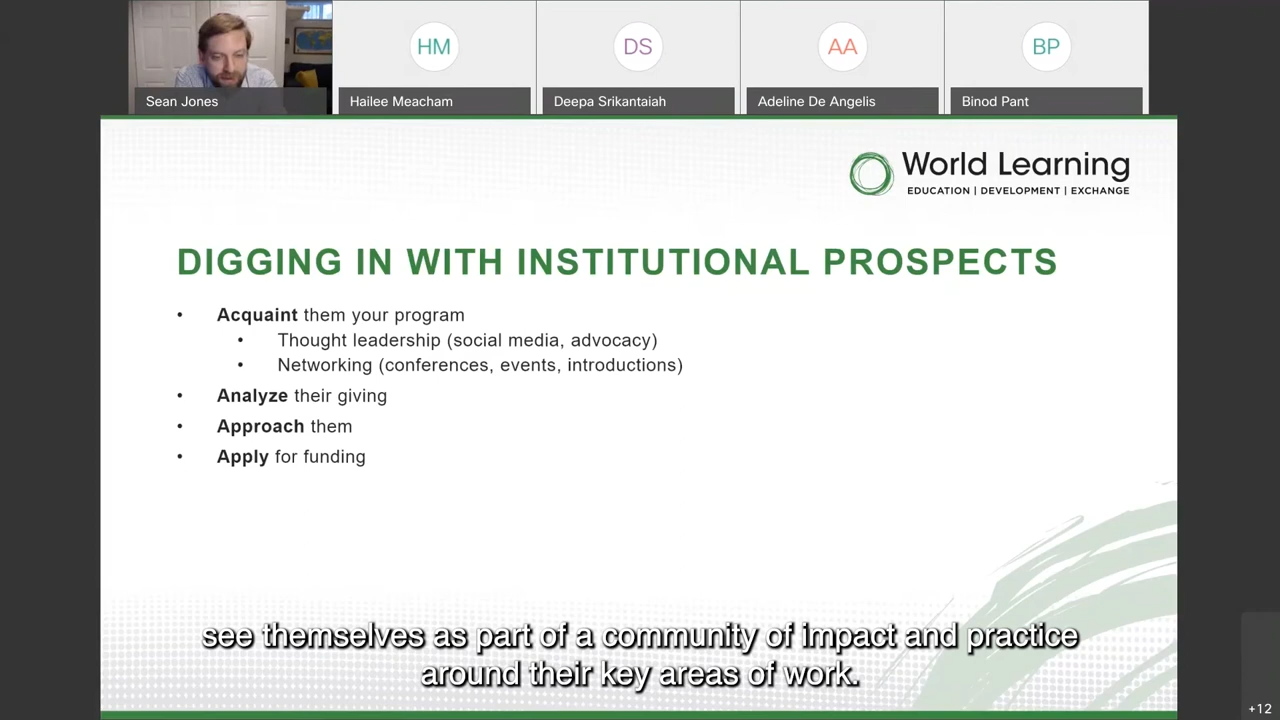 HM
DS
AA
BP
Sean Jones
Hailee Meacham
Deepa Srikantaiah
Adeline De Angelis
Binod Pant
World Learning
EDUCATION | DEVELOPMENT | EXCHANGE
DIGGING IN WITH INSTITUTIONAL PROSPECTS
• Acquaint them your program
• Thought leadership (social media, advocacy)
• Networking (conferences, events, introductions)
• Analyze their giving
• Approach them
• Apply for funding
see themselves as part of a community of impact and practice
around their key areas of work.
+12